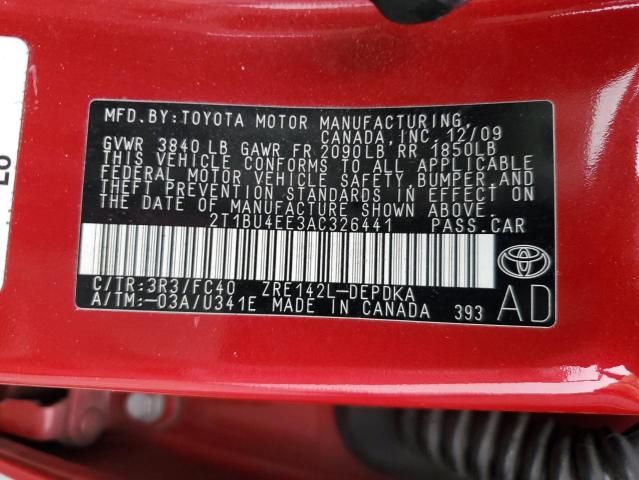 MFD. BY: TOYOTA MOTOR MANUFACTURING,
CANADA, INC. 12/09
GVWR 3840 LB GAWR FR 2090LB RR 1850LB
THIS VEHICLE CONFORMS TO ALL APPLICABLE
FEDERAL MOTOR VEHICLE SAFETY, BUMPER, AND
THEFT PREVENTION STANDARDS IN EFFECT ON
THE DATE OF MANUFACTURE SHOWN ABOVE.
2T1BU4EE3AC326441 PASS.CAR
C/TR:3R3/FC40 ZRE142L-DEPDKA
A/TM:-03A/U341E MADE IN CANADA 393
AD